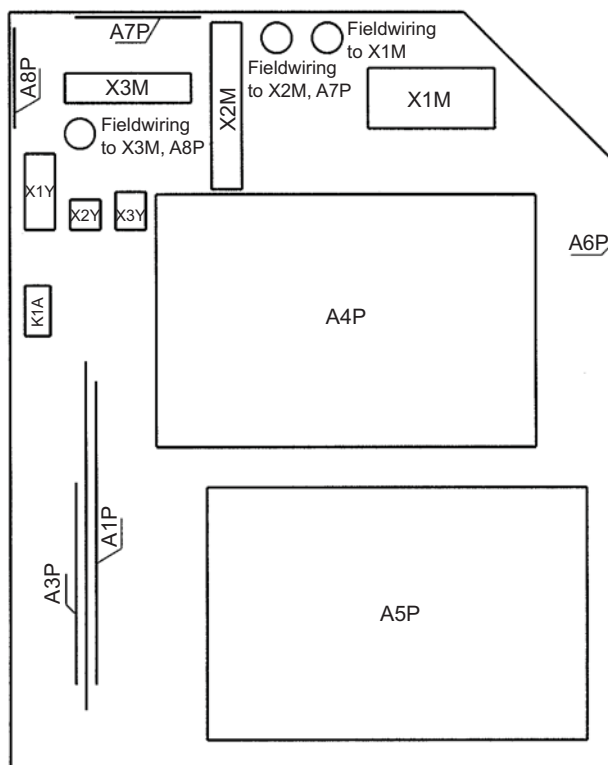 A7P
Fieldwiring
to X1M
A8P
X3M
X2M
Fieldwiring
to X2M, A7P
X1M
Fieldwiring
to X3M, A8P
X1Y
X2Y
X3Y
A6P
K1A
A4P
A1P
A3P
A5P